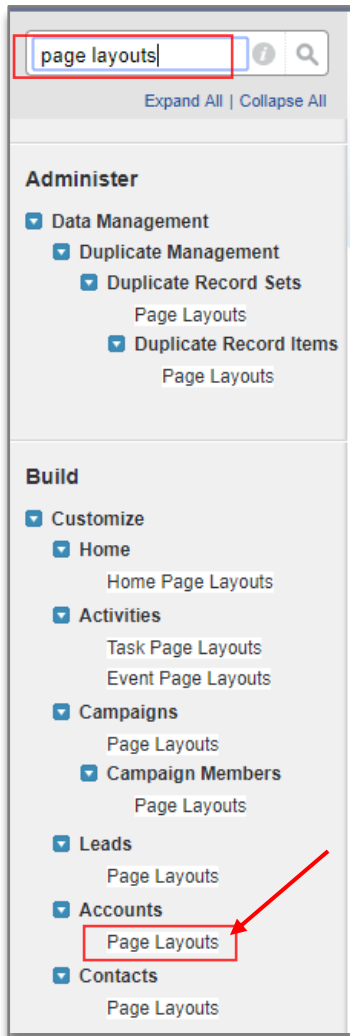 page layouts
Expand All | Collapse All
Administer
Data Management
Duplicate Management
Duplicate Record Sets
Page Layouts
Duplicate Record Items
Page Layouts
Build
Customize
Home
Home Page Layouts
Activities
Task Page Layouts
Event Page Layouts
Campaigns
Page Layouts
Campaign Members
Page Layouts
Leads
Page Layouts
Accounts
Page Layouts
Contacts
Page Layouts